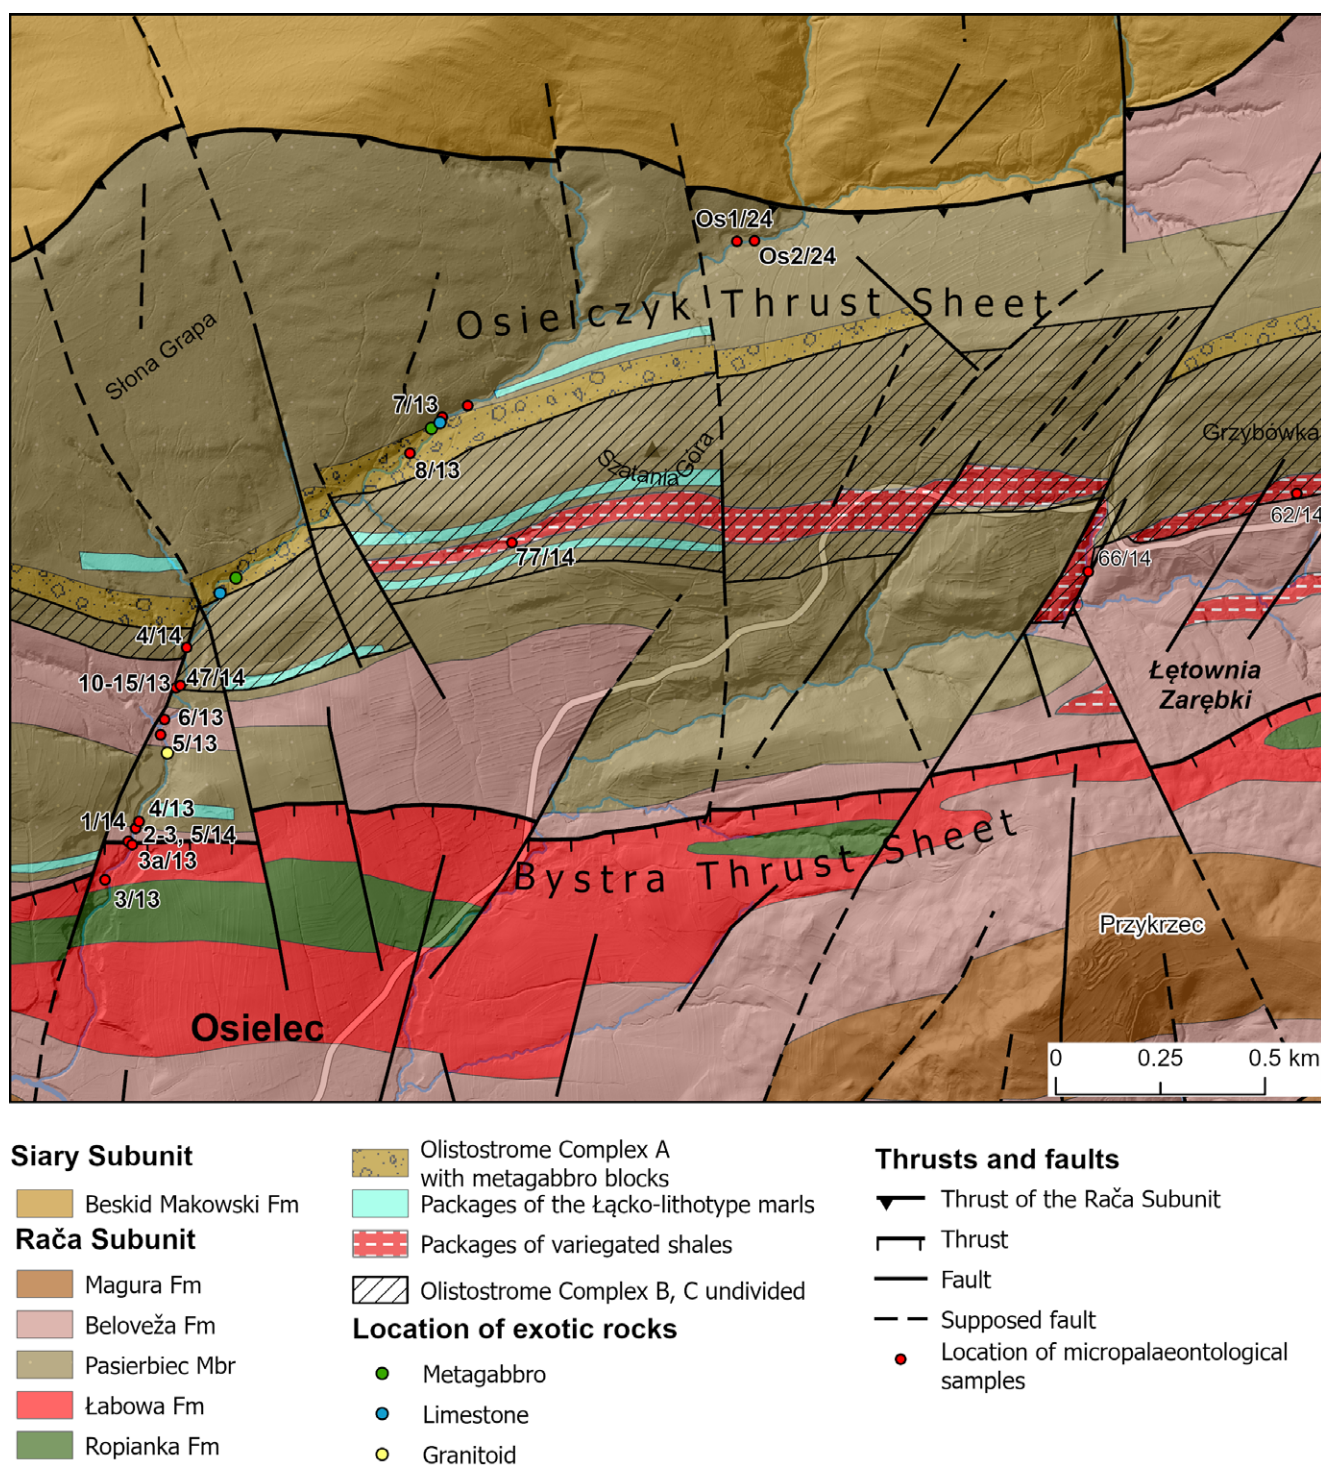 Os1/24
Os2/24
Osielczyk Thrust Sheet
Słona Grapa
7/13
8/13
Szatania Góra
Grzybówka
62/14
77/14
66/14
4/14
10-15/13
47/14
Łętownia
Zarębki
6/13
5/13
4/13
1/14
2-3, 5/14
3a/13
3/13
Bystra Thrust Sheet
Przykrzec
Osielec
0 0.25 0.5 km
Siary Subunit
Beskid Makowski Fm
Rača Subunit
Magura Fm
Beloveža Fm
Pasierbiec Mbr
Łabowa Fm
Ropianka Fm
Olistostrome Complex A
with metagabbro blocks
Packages of the Łącko-lithotype marls
Packages of variegated shales
Olistostrome Complex B, C undivided
Location of exotic rocks
Metagabbro
Limestone
Granitoid
Thrusts and faults
Thrust of the Rača Subunit
Thrust
Fault
Supposed fault
Location of micropalaeontological
samples